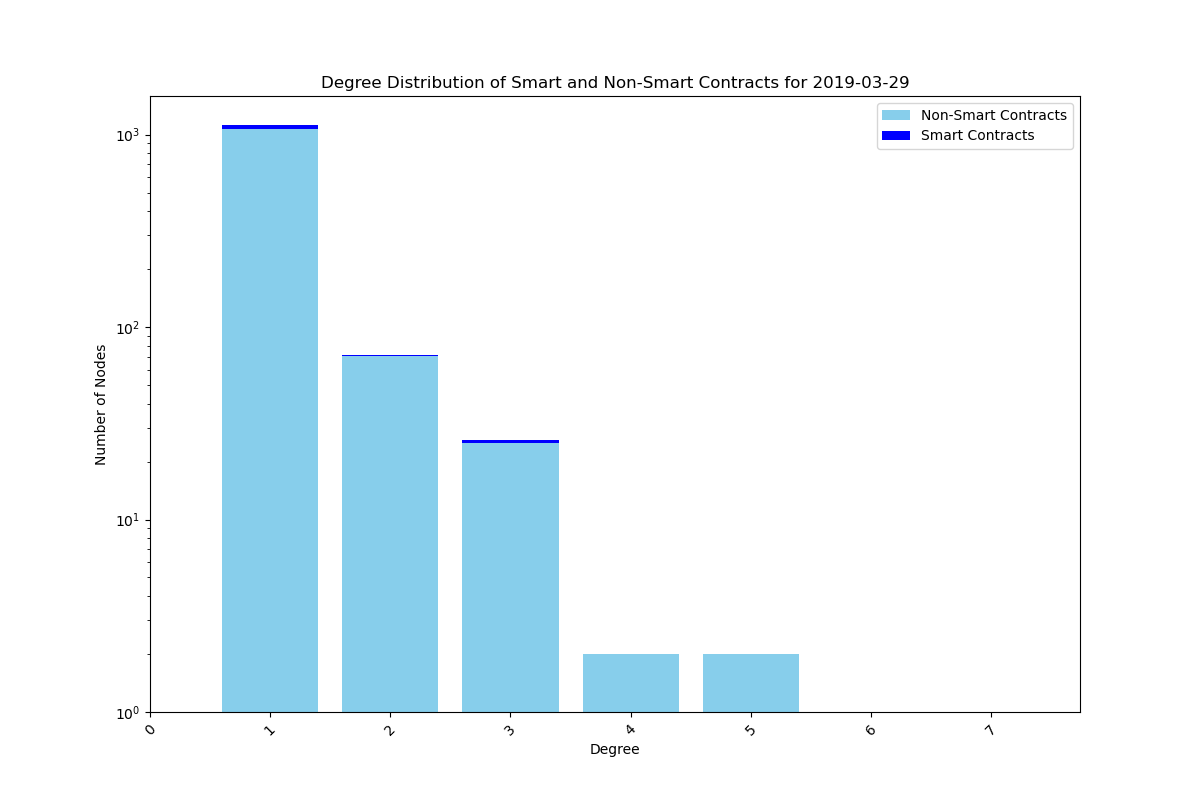 Degree Distribution of Smart and Non-Smart Contracts for 2019-03-29
Non-Smart Contracts
Smart Contracts
Number of Nodes
10³
10²
10¹
10⁰
0 1 2 3 4 5 6 7
Degree